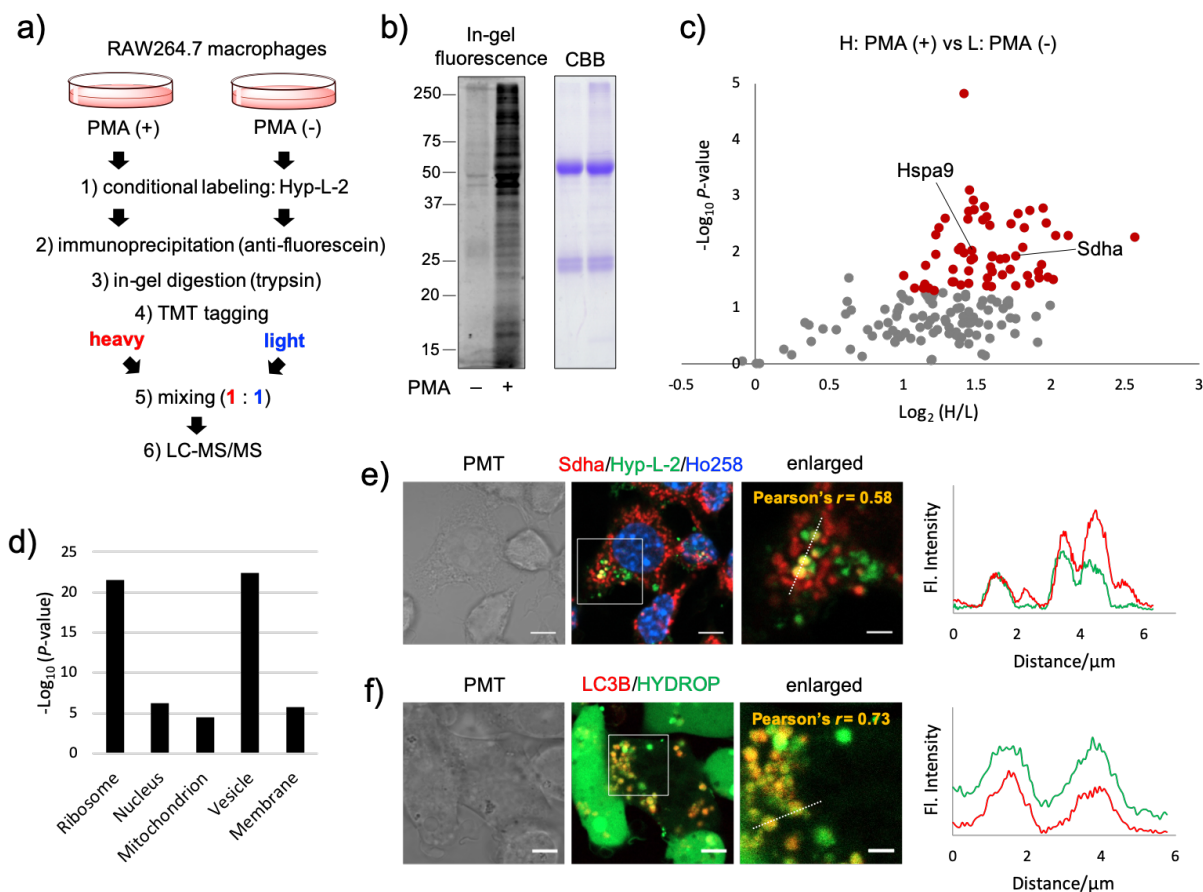 a)
RAW264.7 macrophages
PMA (+)
PMA (-)
1) conditional labeling: Hyp-L-2
2) immunoprecipitation (anti-fluorescein)
3) in-gel digestion (trypsin)
4) TMT tagging
heavy
light
5) mixing (1 : 1)
6) LC-MS/MS
b)
In-gel
fluorescence
CBB
250
75
50
37
25
20
15
PMA
–
+
c)
H: PMA (+) vs L: PMA (-)
-Log10 P-value
5
4
3
2
1
0
Hspa9
Sdha
-0.5
0
0.5
1
1.5
2
2.5
3
Log2 (H/L)
d)
-Log10 (P-value)
25
20
15
10
5
0
Ribosome
Nucleus
Mitochondrion
Vesicle
Membrane
e)
PMT
Sdha/Hyp-L-2/Ho258
enlarged
Pearson's r = 0.58
Fl. Intensity
0
2
4
6
Distance/μm
f)
PMT
LC3B/HYDROP
enlarged
Pearson's r = 0.73
Fl. Intensity
0
2
4
6
Distance/μm